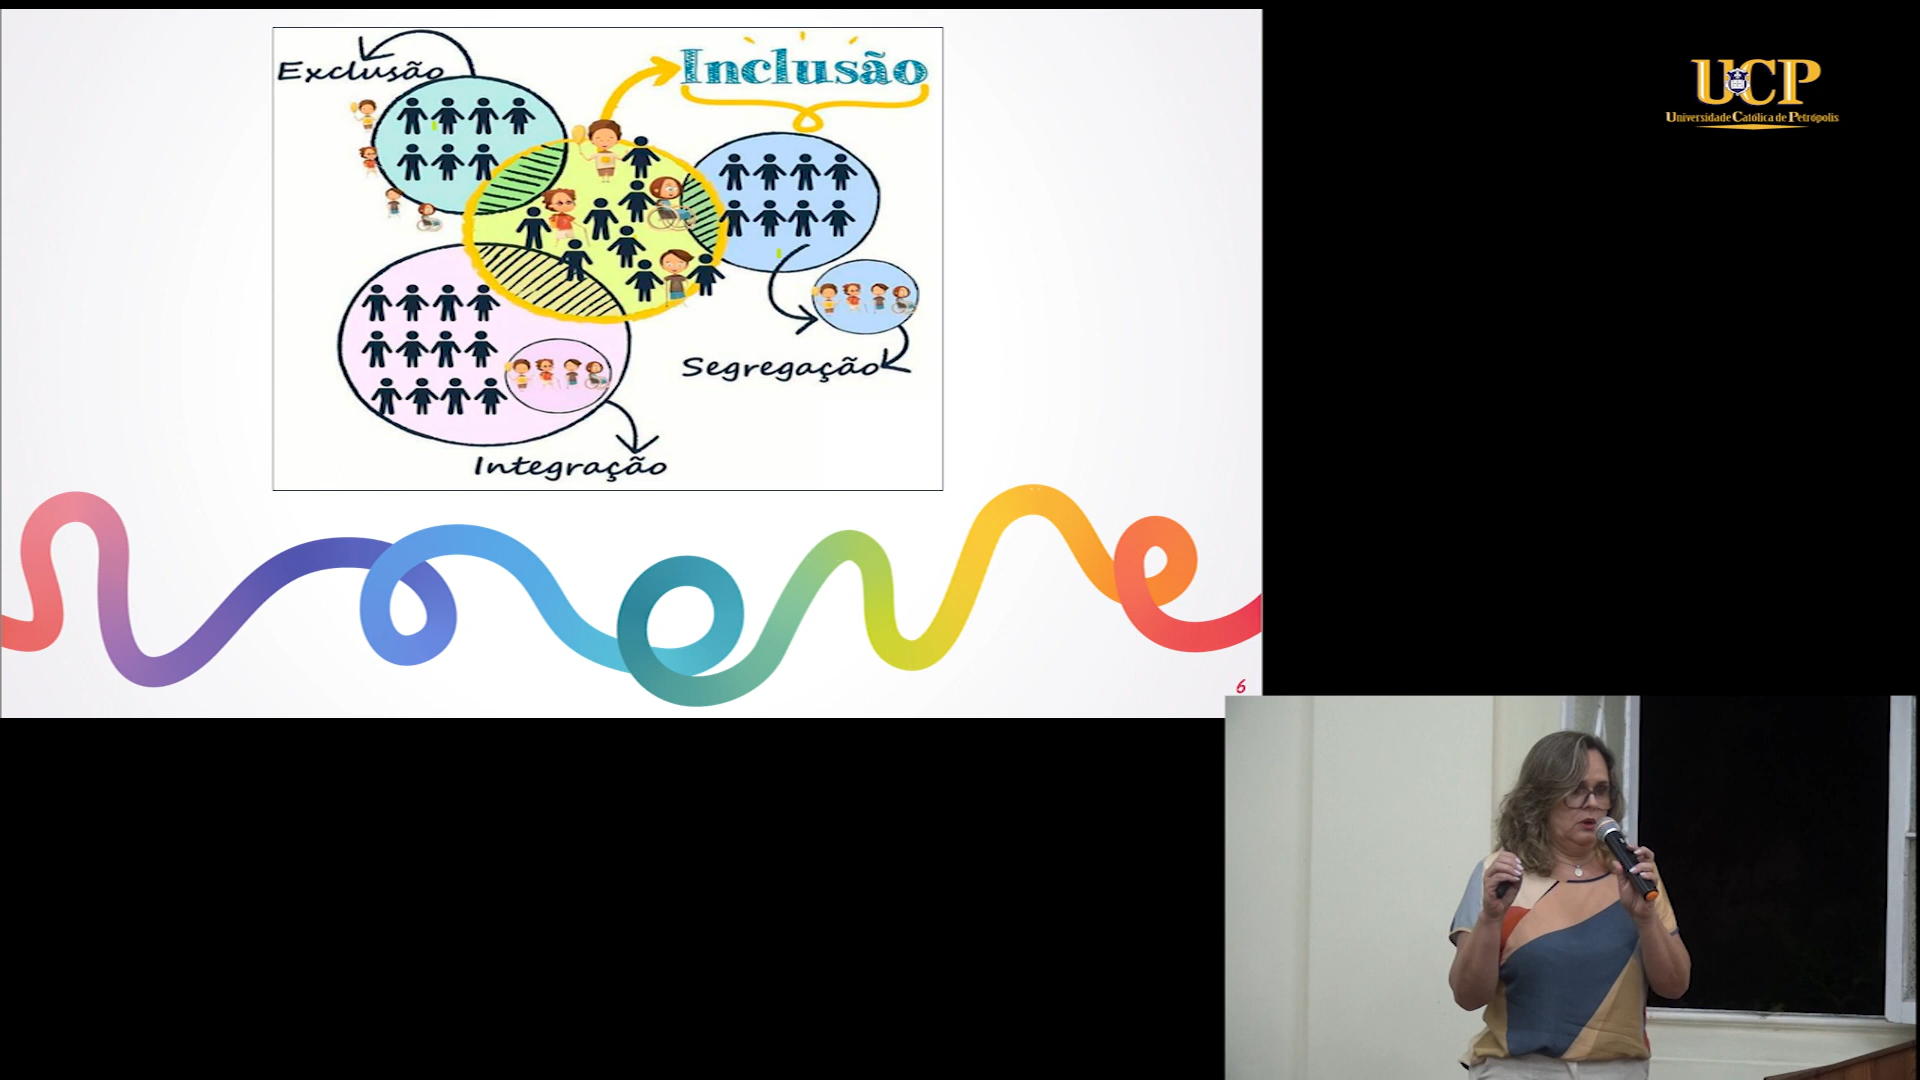 Exclusão
Inclusão
Segregação
Integração
6
UCP
Universidade Católica de Petrópolis